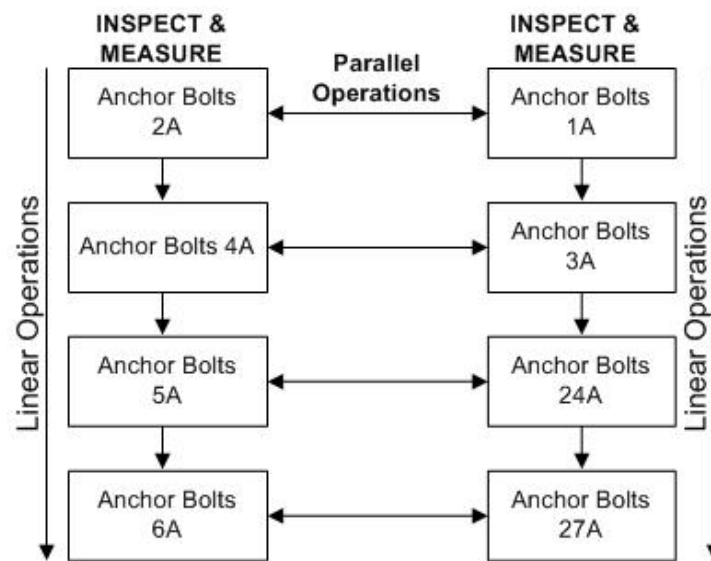 INSPECT &
MEASURE
INSPECT &
MEASURE
Parallel
Operations
Anchor Bolts
2A
Anchor Bolts
1A
Anchor Bolts 4A
Anchor Bolts
3A
Anchor Bolts
5A
Anchor Bolts
24A
Anchor Bolts
6A
Anchor Bolts
27A
Linear Operations
Linear Operations